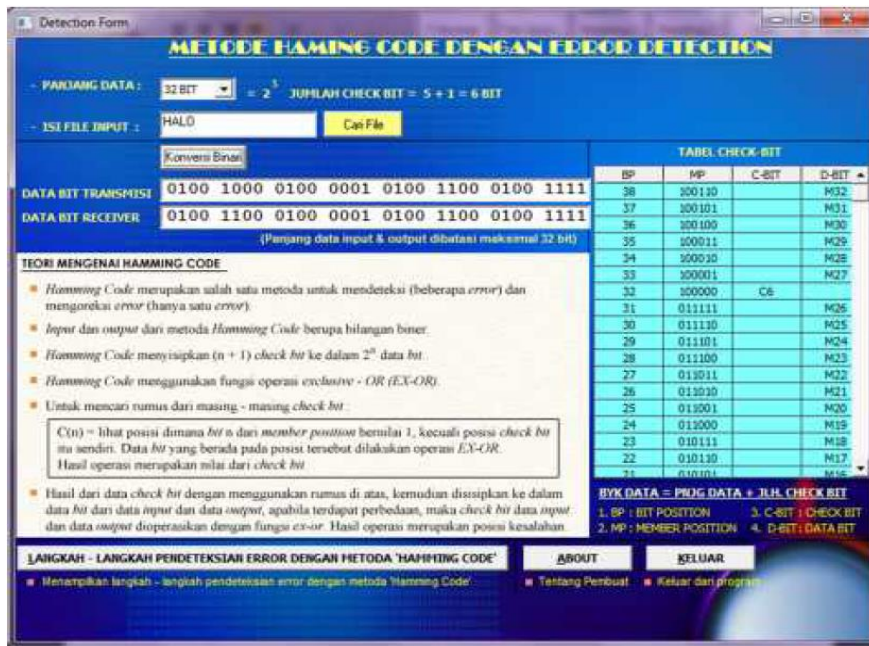 Detection Form
METODE HAMING CODE DENGAN ERROR DETECTION
- PANJANG DATA :
32 BIT
= 2^5 JUMLAH CHECK BIT = 5 + 1 = 6 BIT
- ISI FILE INPUT :
HALO
Cari File
Konversi Binari
DATA BIT TRANSMISI
0100 1000 0100 0001 0100 1100 0100 1111
DATA BIT RECEIVER
0100 1100 0100 0001 0100 1100 0100 1111
(Panjang data input & output dibatasi maksimal 32 bit)
TEORI MENGENAI HAMMING CODE
Hamming Code merupakan salah satu metoda untuk mendeteksi (beberapa error) dan
mengoreksi error (hanya satu error).
Input dan output dari metoda Hamming Code berupa bilangan biner.
Hamming Code menyisipkan (n + 1) check bit ke dalam 2^n data bit.
Hamming Code menggunakan fungsi operasi exclusive - OR (EX-OR).
Untuk mencari rumus dari masing - masing check bit :
C(n) = lihat posisi dimana bit n dari member position bernilai 1, kecuali posisi check bit
itu sendiri. Data bit yang berada pada posisi tersebut dilakukan operasi EX-OR.
Hasil operasi merupakan nilai dari check bit.
Hasil dari data check bit dengan menggunakan rumus di atas, kemudian disisipkan ke dalam
data bit dari data input dan data output, apabila terdapat perbedaan, maka check bit data input
dan data output dioperasikan dengan fungsi ex-or. Hasil operasi merupakan posisi kesalahan.
TABEL CHECK-BIT
BP MP C-BIT D-BIT
38 100110 M32
37 100101 M31
36 100100 M30
35 100011 M29
34 100010 M28
33 100001 M27
32 100000 C6
31 011111 M26
30 011110 M25
29 011101 M24
28 011100 M23
27 011011 M22
26 011010 M21
25 011001 M20
24 011000 M19
23 010111 M18
22 010110 M17
21 010101 M16
BYK DATA = PNJG DATA + JLH. CHECK BIT
1. BP : BIT POSITION 3. C-BIT : CHECK BIT
2. MP : MEMBER POSITION 4. D-BIT : DATA BIT
LANGKAH - LANGKAH PENDETEKSIAN ERROR DENGAN METODA 'HAMMING CODE'
ABOUT
KELUAR
Menampilkan langkah - langkah pendeteksian error dengan metoda 'Hamming Code'
Tentang Pembuat
Keluar dari program